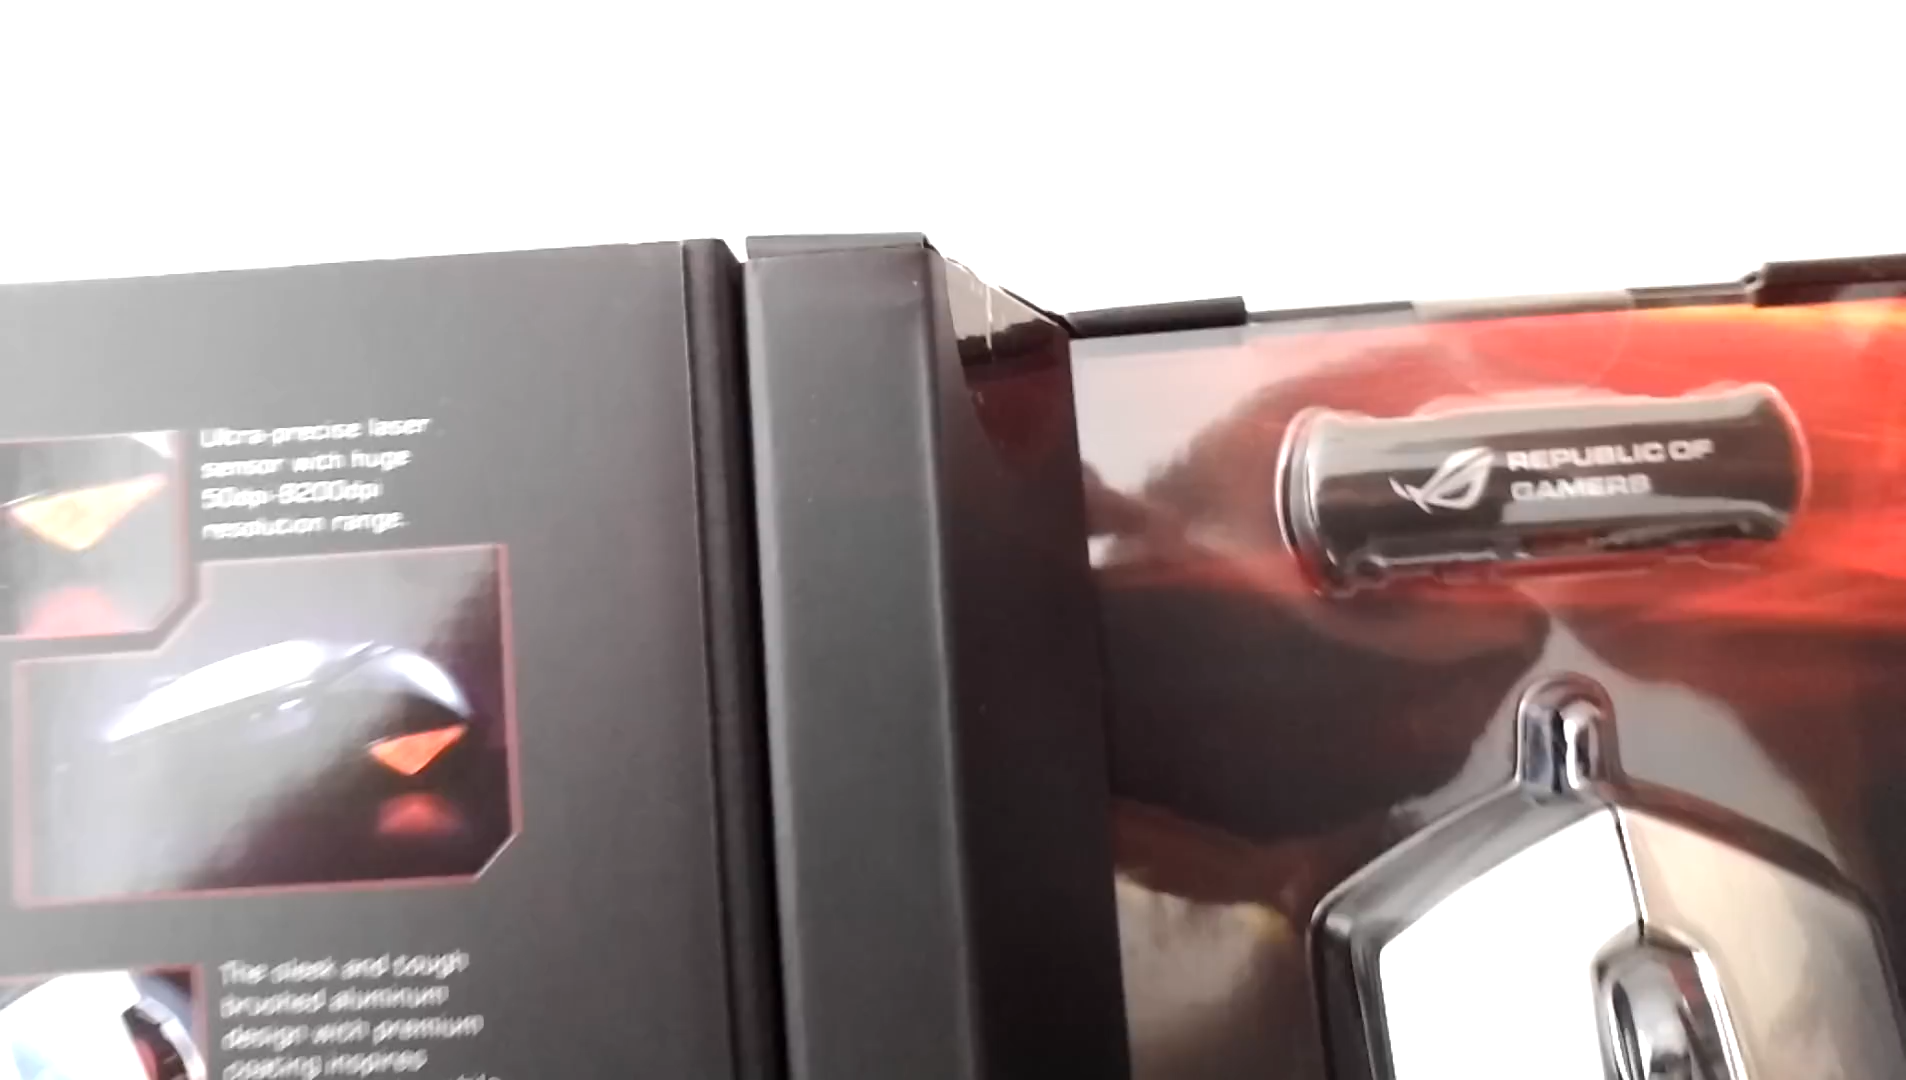 Ultra-precise laser
sensor with huge
50dpi-8200dpi
resolution range.
REPUBLIC OF
GAMERS
The sleek and tough
brushed aluminum
design with premium
coating inspires